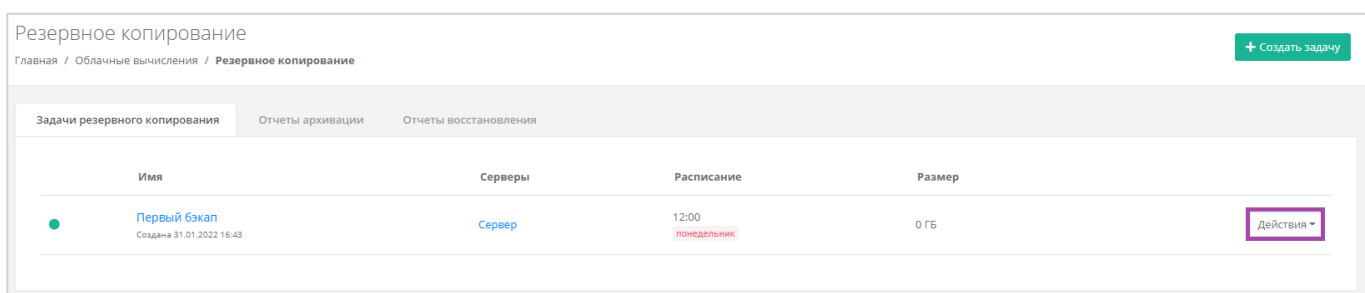 Резервное копирование
+ Создать задачу
Главная / Облачные вычисления / Резервное копирование
Задачи резервного копирования Отчеты архивации Отчеты восстановления
Имя Серверы Расписание Размер
Первый бэкап Сервер 12:00 0 ГБ Действия
Создана 31.01.2022 16:43 понедельник